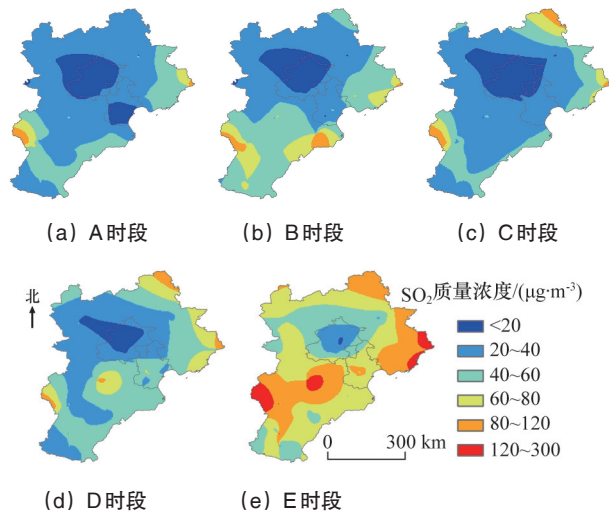 (a) A时段
(b) B时段
(c) C时段
北
SO₂质量浓度/(μg·m⁻³)
<20
20~40
40~60
60~80
80~120
120~300
0 300 km
(d) D时段
(e) E时段